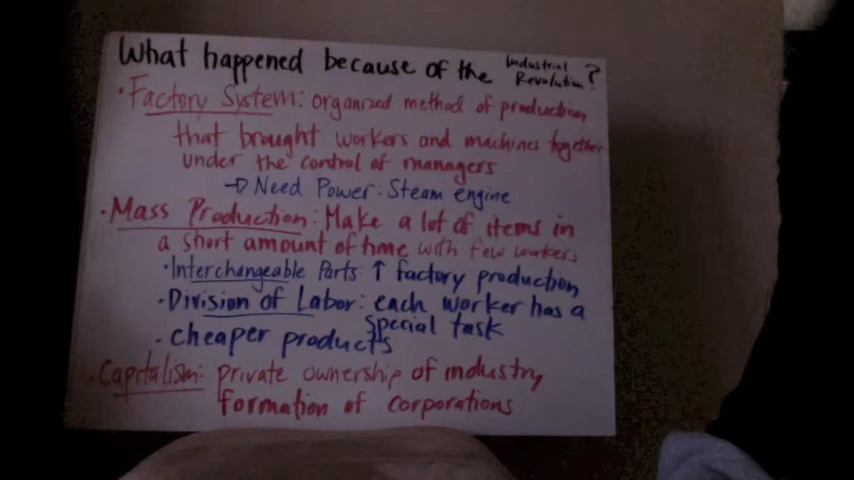 What happened because of the Industrial Revolution?
• Factory System: organized method of production
that brought workers and machines together
under the control of managers
→ Need Power: Steam engine
• Mass Production: Make a lot of items in
a short amount of time with few workers
• Interchangeable Parts: ↑ factory production
• Division of Labor: each worker has a
special task
• cheaper products
• Capitalism: private ownership of industry
formation of corporations